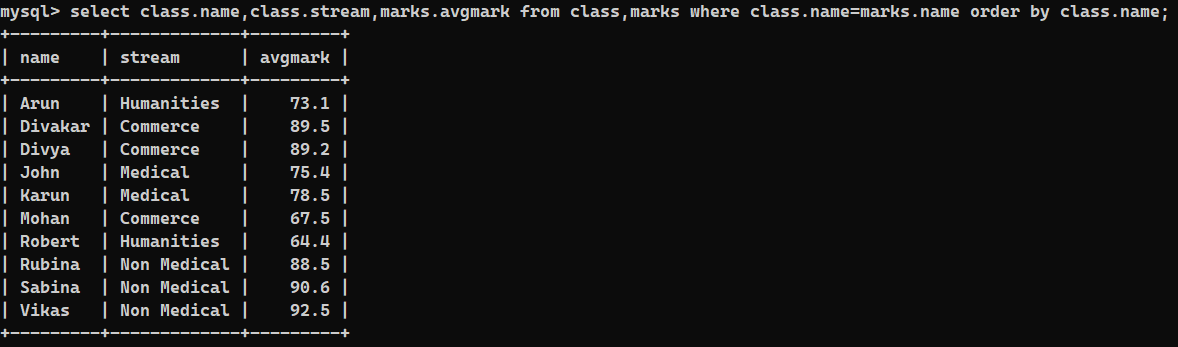 mysql> select class.name,class.stream,marks.avgmark from class,marks where class.name=marks.name order by class.name;
+---------+-------------+---------+
| name    | stream      | avgmark |
+---------+-------------+---------+
| Arun    | Humanities  |    73.1 |
| Divakar | Commerce    |    89.5 |
| Divya   | Commerce    |    89.2 |
| John    | Medical     |    75.4 |
| Karun   | Medical     |    78.5 |
| Mohan   | Commerce    |    67.5 |
| Robert  | Humanities  |    64.4 |
| Rubina  | Non Medical |    88.5 |
| Sabina  | Non Medical |    90.6 |
| Vikas   | Non Medical |    92.5 |
+---------+-------------+---------+